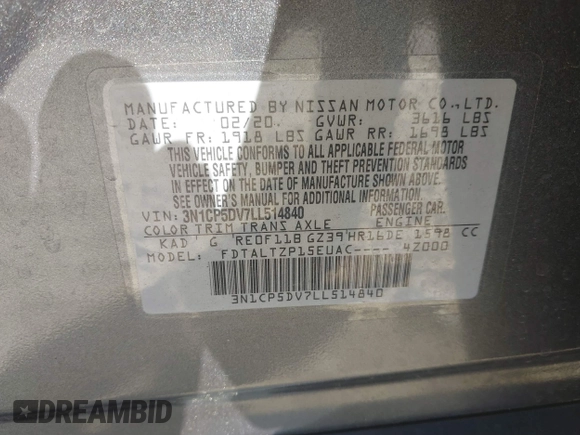 MANUFACTURED BY NISSAN MOTOR CO.,LTD.
DATE: 02/20. GVWR: 3616 LBS
GAWR FR: 1918 LBS GAWR RR: 1698 LBS
THIS VEHICLE CONFORMS TO ALL APPLICABLE FEDERAL MOTOR
VEHICLE SAFETY, BUMPER AND THEFT PREVENTION STANDARDS
IN EFFECT ON THE DATE OF MANUFACTURE SHOWN ABOVE.
SEE OWNER'S MANUAL FOR ADDITIONAL INFORMATION.
VIN: 3N1CP5DV7LL514840 PASSENGER CAR.
COLOR TRIM TRANS AXLE ENGINE
KAD G RE0F11B GZ39 HR16DE 1598 CC
MODEL: FDTALTZP15EUAC---- 42000
3N1CP5DV7LL514840
DREAMBID